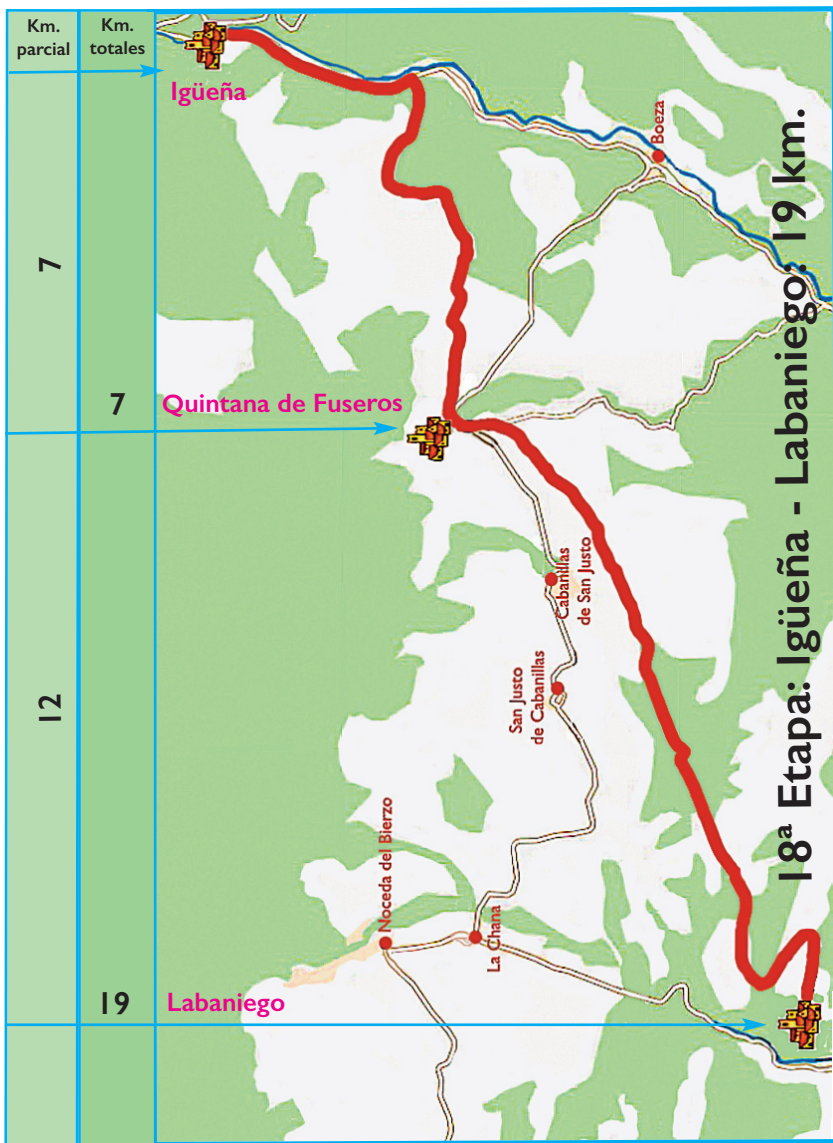 Km.
parcial
Km.
totales
Igüeña
7
7
Quintana de Fuseros
12
19
Labaniego
Boeza
Cabanillas
de San Justo
San Justo
de Cabanillas
Noceda del Bierzo
La Chana
18ª Etapa: Igüeña - Labaniego: 19 km.